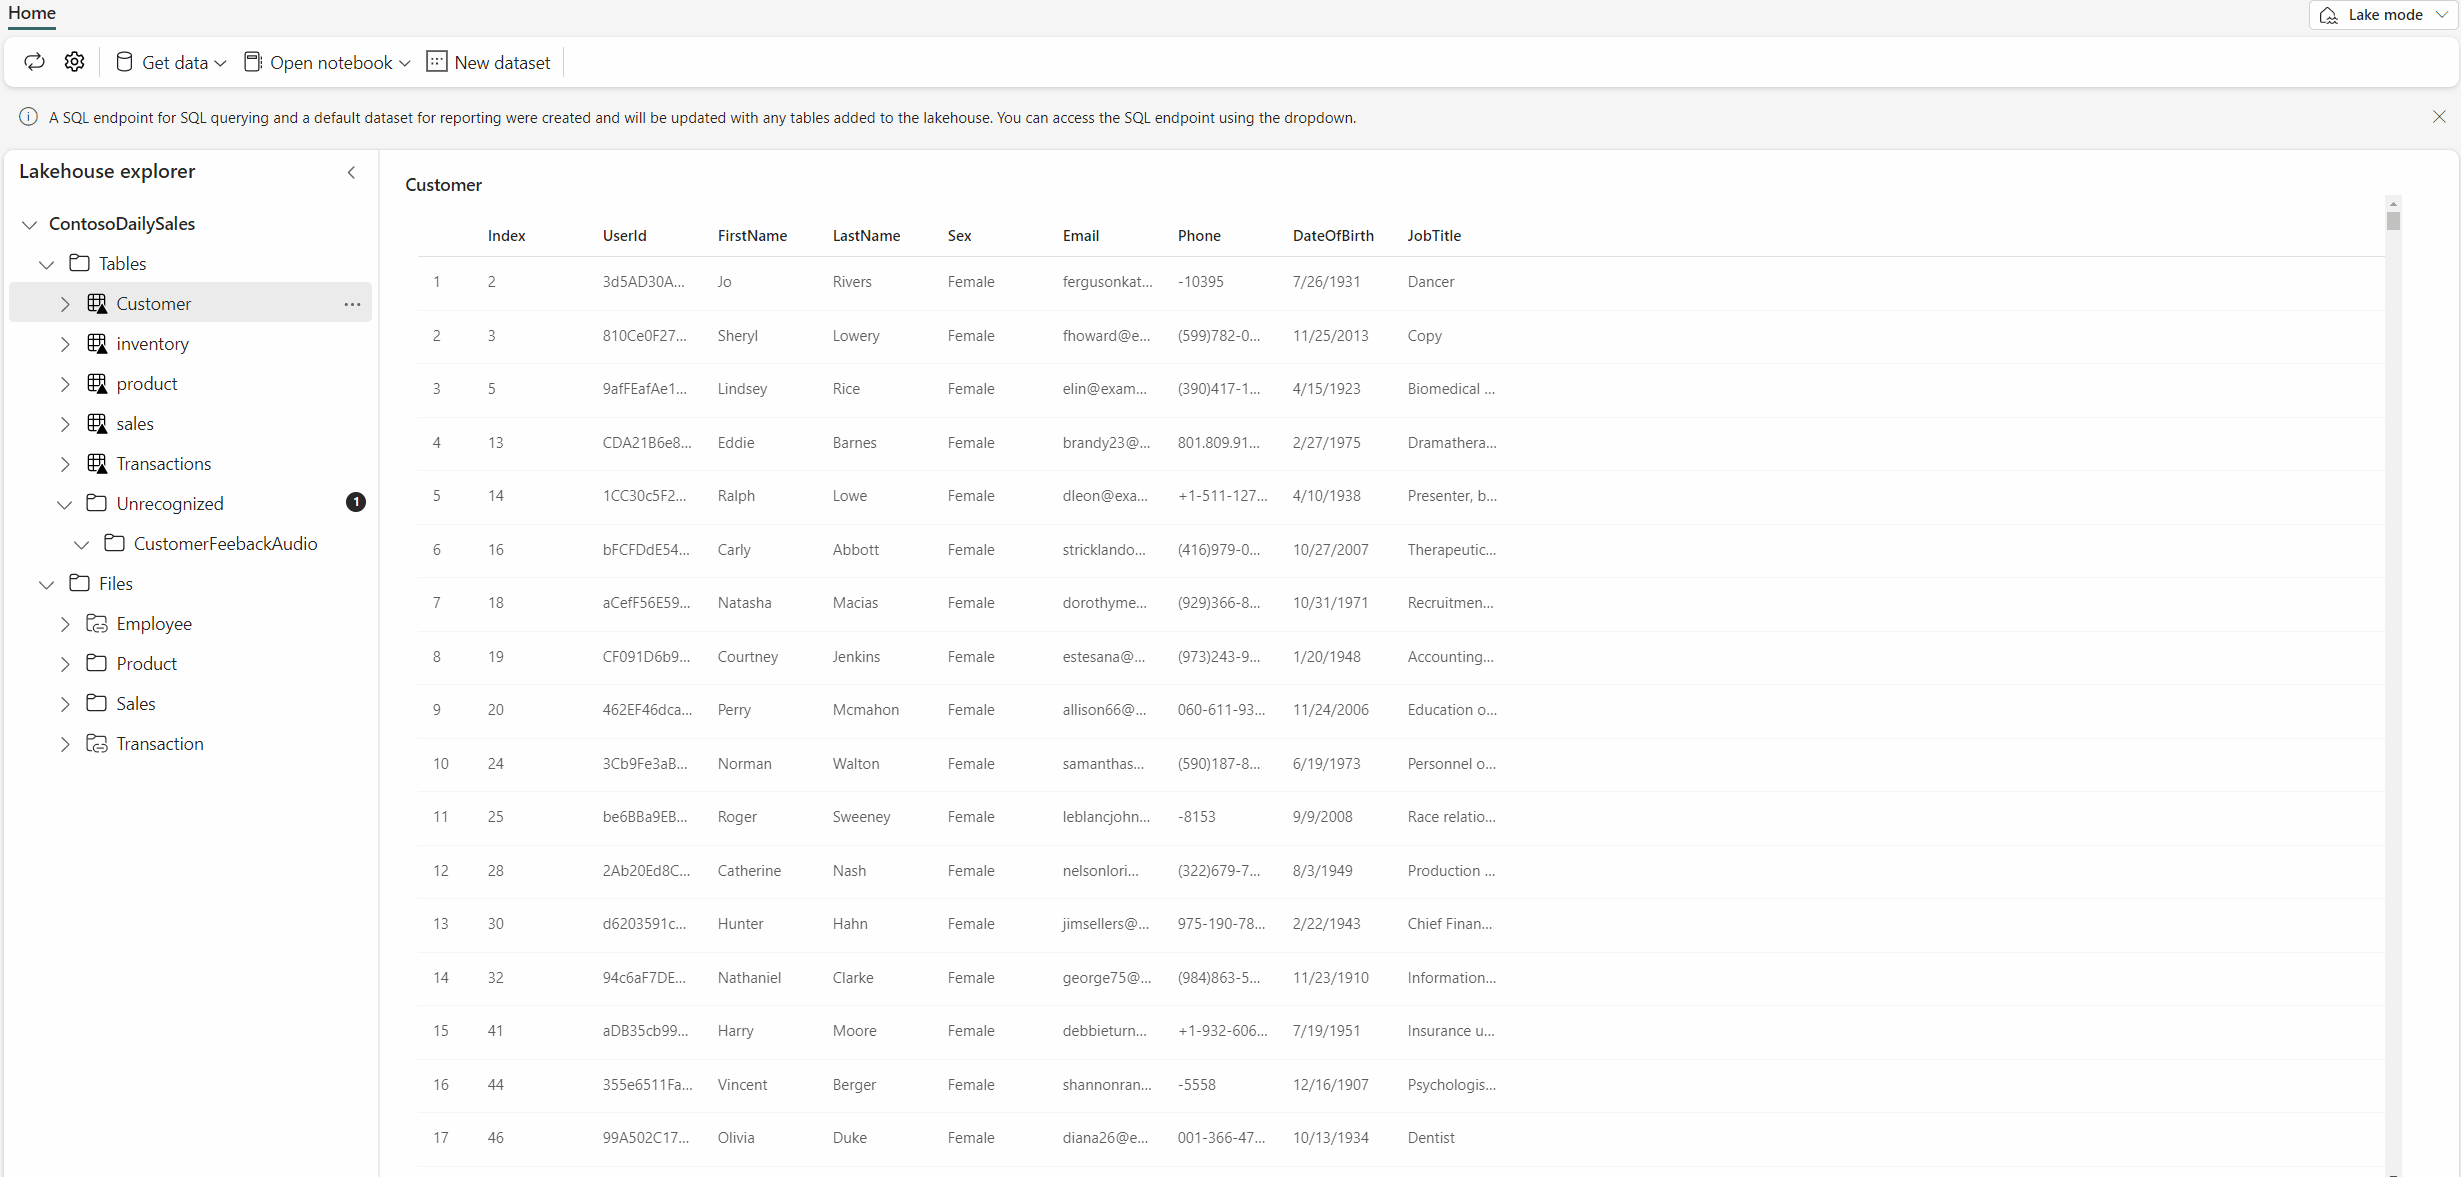 Home
Lake mode
Get data
Open notebook
New dataset
A SQL endpoint for SQL querying and a default dataset for reporting were created and will be updated with any tables added to the lakehouse. You can access the SQL endpoint using the dropdown.
Lakehouse explorer
ContosoDailySales
Tables
Customer
inventory
product
sales
Transactions
Unrecognized 1
CustomerFeebackAudio
Files
Employee
Product
Sales
Transaction
Customer
Index UserId FirstName LastName Sex Email Phone DateOfBirth JobTitle
1 2 3d5AD30A... Jo Rivers Female fergusonkat... -10395 7/26/1931 Dancer
2 3 810Ce0F27... Sheryl Lowery Female fhoward@e... (599)782-0... 11/25/2013 Copy
3 5 9afFEafAe1... Lindsey Rice Female elin@exam... (390)417-1... 4/15/1923 Biomedical ...
4 13 CDA21B6e8... Eddie Barnes Female brandy23@... 801.809.91... 2/27/1975 Dramathera...
5 14 1CC30c5F2... Ralph Lowe Female dleon@exa... +1-511-127... 4/10/1938 Presenter, b...
6 16 bFCFDdE54... Carly Abbott Female stricklando... (416)979-0... 10/27/2007 Therapeutic...
7 18 aCefF56E59... Natasha Macias Female dorothyme... (929)366-8... 10/31/1971 Recruitmen...
8 19 CF091D6b9... Courtney Jenkins Female estesana@... (973)243-9... 1/20/1948 Accounting...
9 20 462EF46dca... Perry Mcmahon Female allison66@... 060-611-93... 11/24/2006 Education o...
10 24 3Cb9Fe3aB... Norman Walton Female samanthas... (590)187-8... 6/19/1973 Personnel o...
11 25 be6BBa9EB... Roger Sweeney Female leblancjohn... -8153 9/9/2008 Race relatio...
12 28 2Ab20Ed8C... Catherine Nash Female nelsonlori... (322)679-7... 8/3/1949 Production ...
13 30 d6203591c... Hunter Hahn Female jimsellers@... 975-190-78... 2/22/1943 Chief Finan...
14 32 94c6aF7DE... Nathaniel Clarke Female george75@... (984)863-5... 11/23/1910 Information...
15 41 aDB35cb99... Harry Moore Female debbieturn... +1-932-606... 7/19/1951 Insurance u...
16 44 355e6511Fa... Vincent Berger Female shannonran... -5558 12/16/1907 Psychologis...
17 46 99A502C17... Olivia Duke Female diana26@e... 001-366-47... 10/13/1934 Dentist